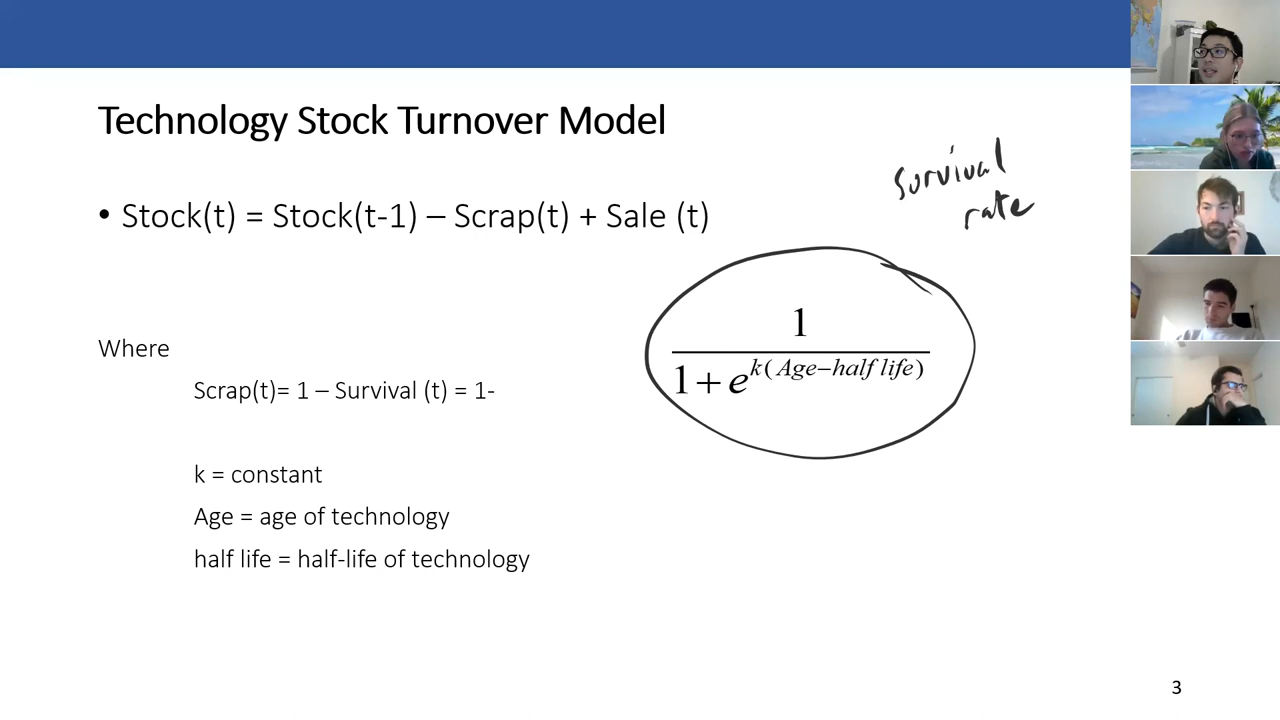 Technology Stock Turnover Model
survival
rate
• Stock(t) = Stock(t-1) – Scrap(t) + Sale (t)
Where
Scrap(t)= 1 – Survival (t) = 1-
1
1+e^k(Age−half life)
k = constant
Age = age of technology
half life = half-life of technology
3